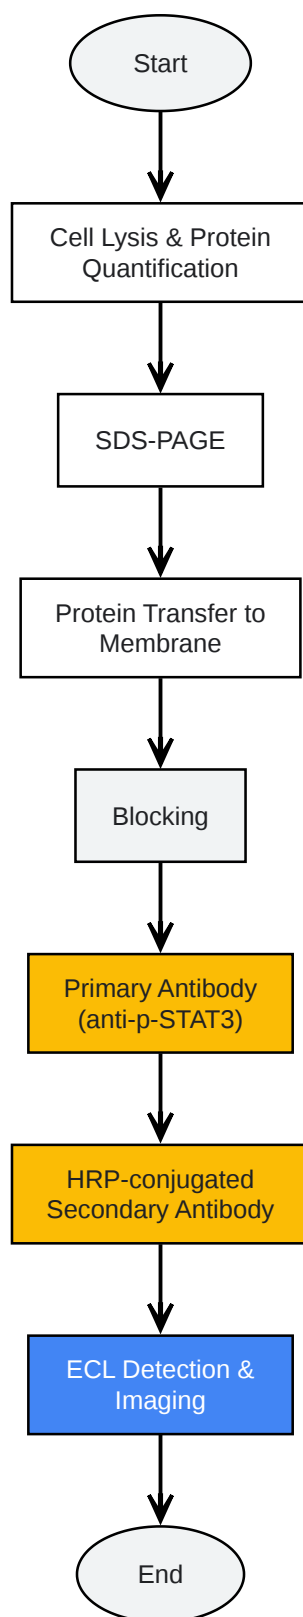 Start
Cell Lysis & Protein
Quantification
SDS-PAGE
Protein Transfer to
Membrane
Blocking
Primary Antibody
(anti-p-STAT3)
HRP-conjugated
Secondary Antibody
ECL Detection &
Imaging
End